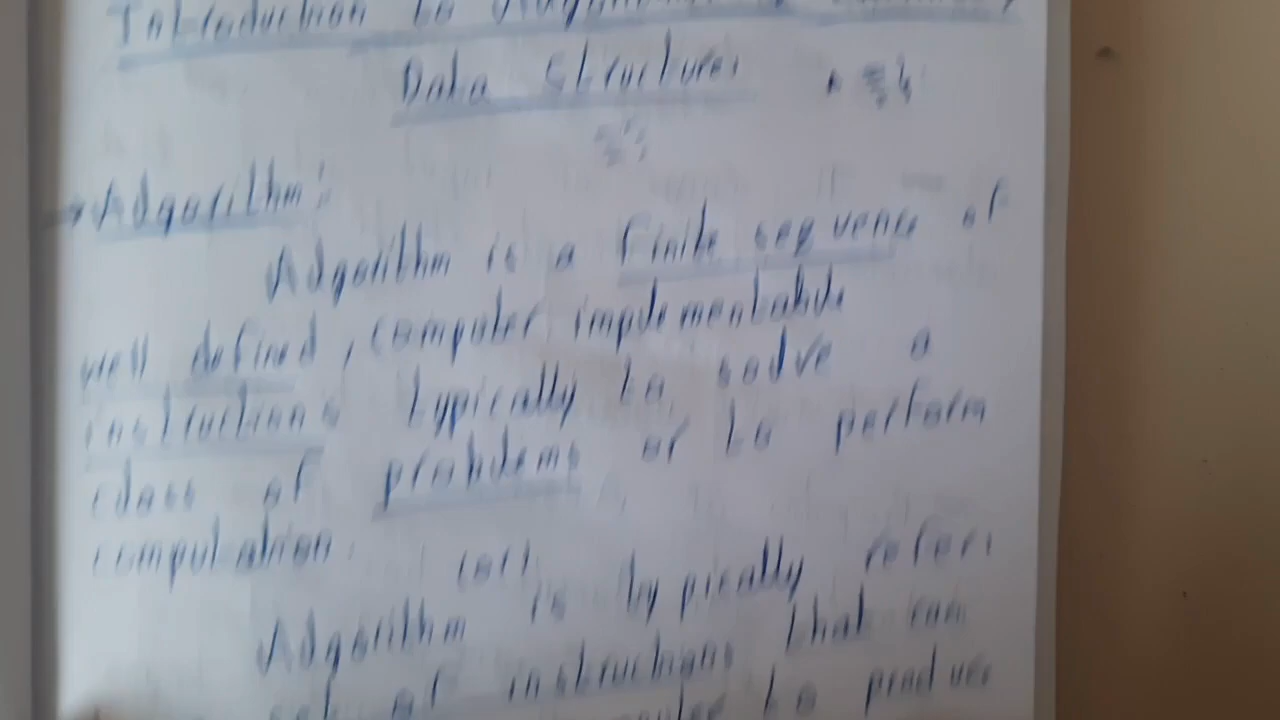 Introduction to Algorithms
Data Structures
→ Algorithm:
Algorithm is a finite sequence of
well defined, computer implementable
instructions typically to solve a
class of problems or to perform
computation.
Algorithm is typically refers
set of instructions that can
to produce